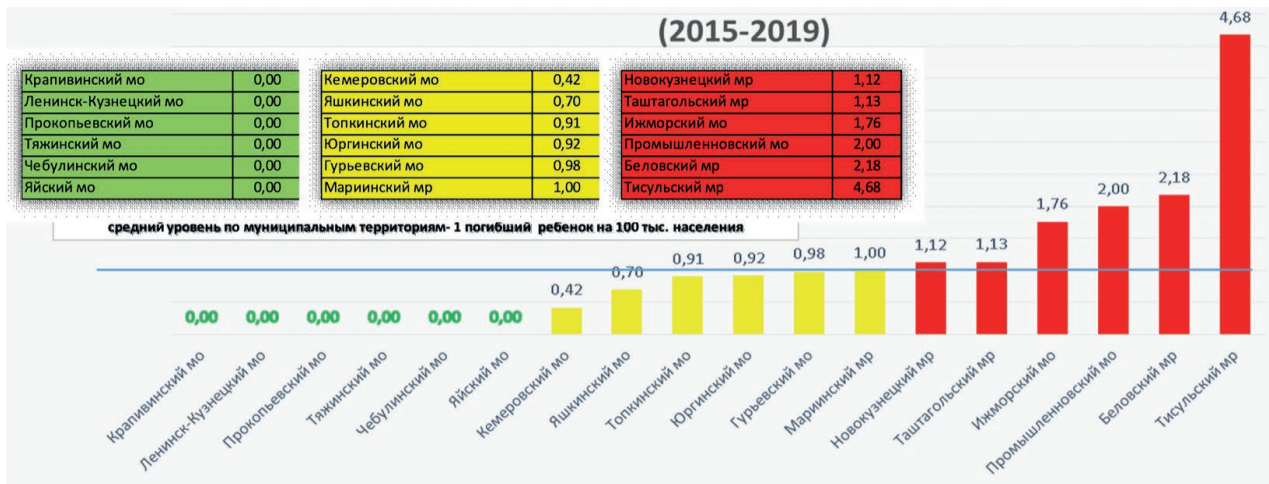 (2015-2019)
Крапивинский мо 0,00
Ленинск-Кузнецкий мо 0,00
Прокопьевский мо 0,00
Тяжинский мо 0,00
Чебулинский мо 0,00
Яйский мо 0,00
Кемеровский мо 0,42
Яшкинский мо 0,70
Топкинский мо 0,91
Юргинский мо 0,92
Гурьевский мо 0,98
Мариинский мр 1,00
Новокузнецкий мр 1,12
Таштагольский мр 1,13
Ижморский мо 1,76
Промышленновский мо 2,00
Беловский мр 2,18
Тисульский мр 4,68
средний уровень по муниципальным территориям- 1 погибший ребенок на 100 тыс. населения
0,00
0,00
0,00
0,00
0,00
0,00
0,42
0,70
0,91
0,92
0,98
1,00
1,12
1,13
1,76
2,00
2,18
4,68
Крапивинский мо
Ленинск-Кузнецкий мо
Прокопьевский мо
Тяжинский мо
Чебулинский мо
Яйский мо
Кемеровский мо
Яшкинский мо
Топкинский мо
Юргинский мо
Гурьевский мо
Мариинский мр
Новокузнецкий мр
Таштагольский мр
Ижморский мо
Промышленновский мо
Беловский мр
Тисульский мр